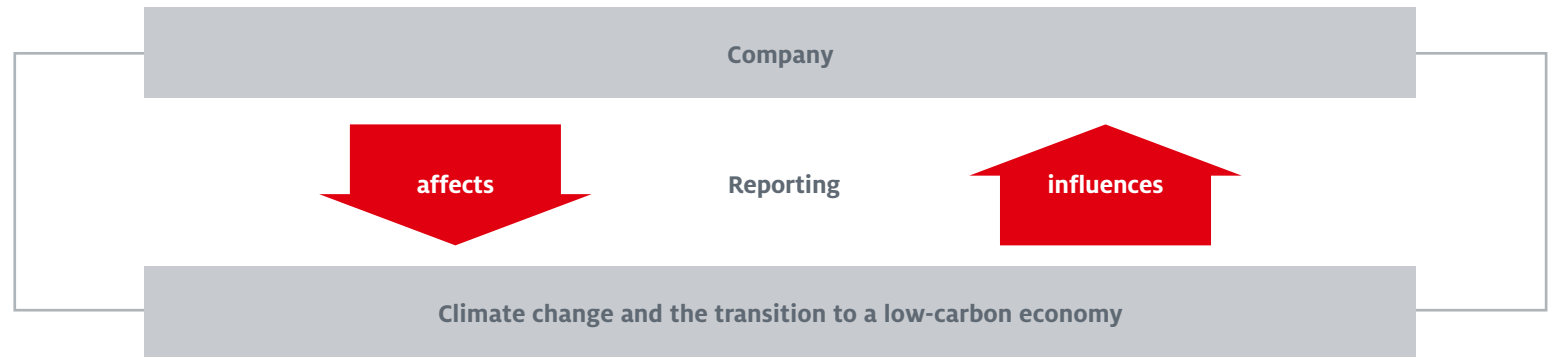 Company
affects
Reporting
influences
Climate change and the transition to a low-carbon economy